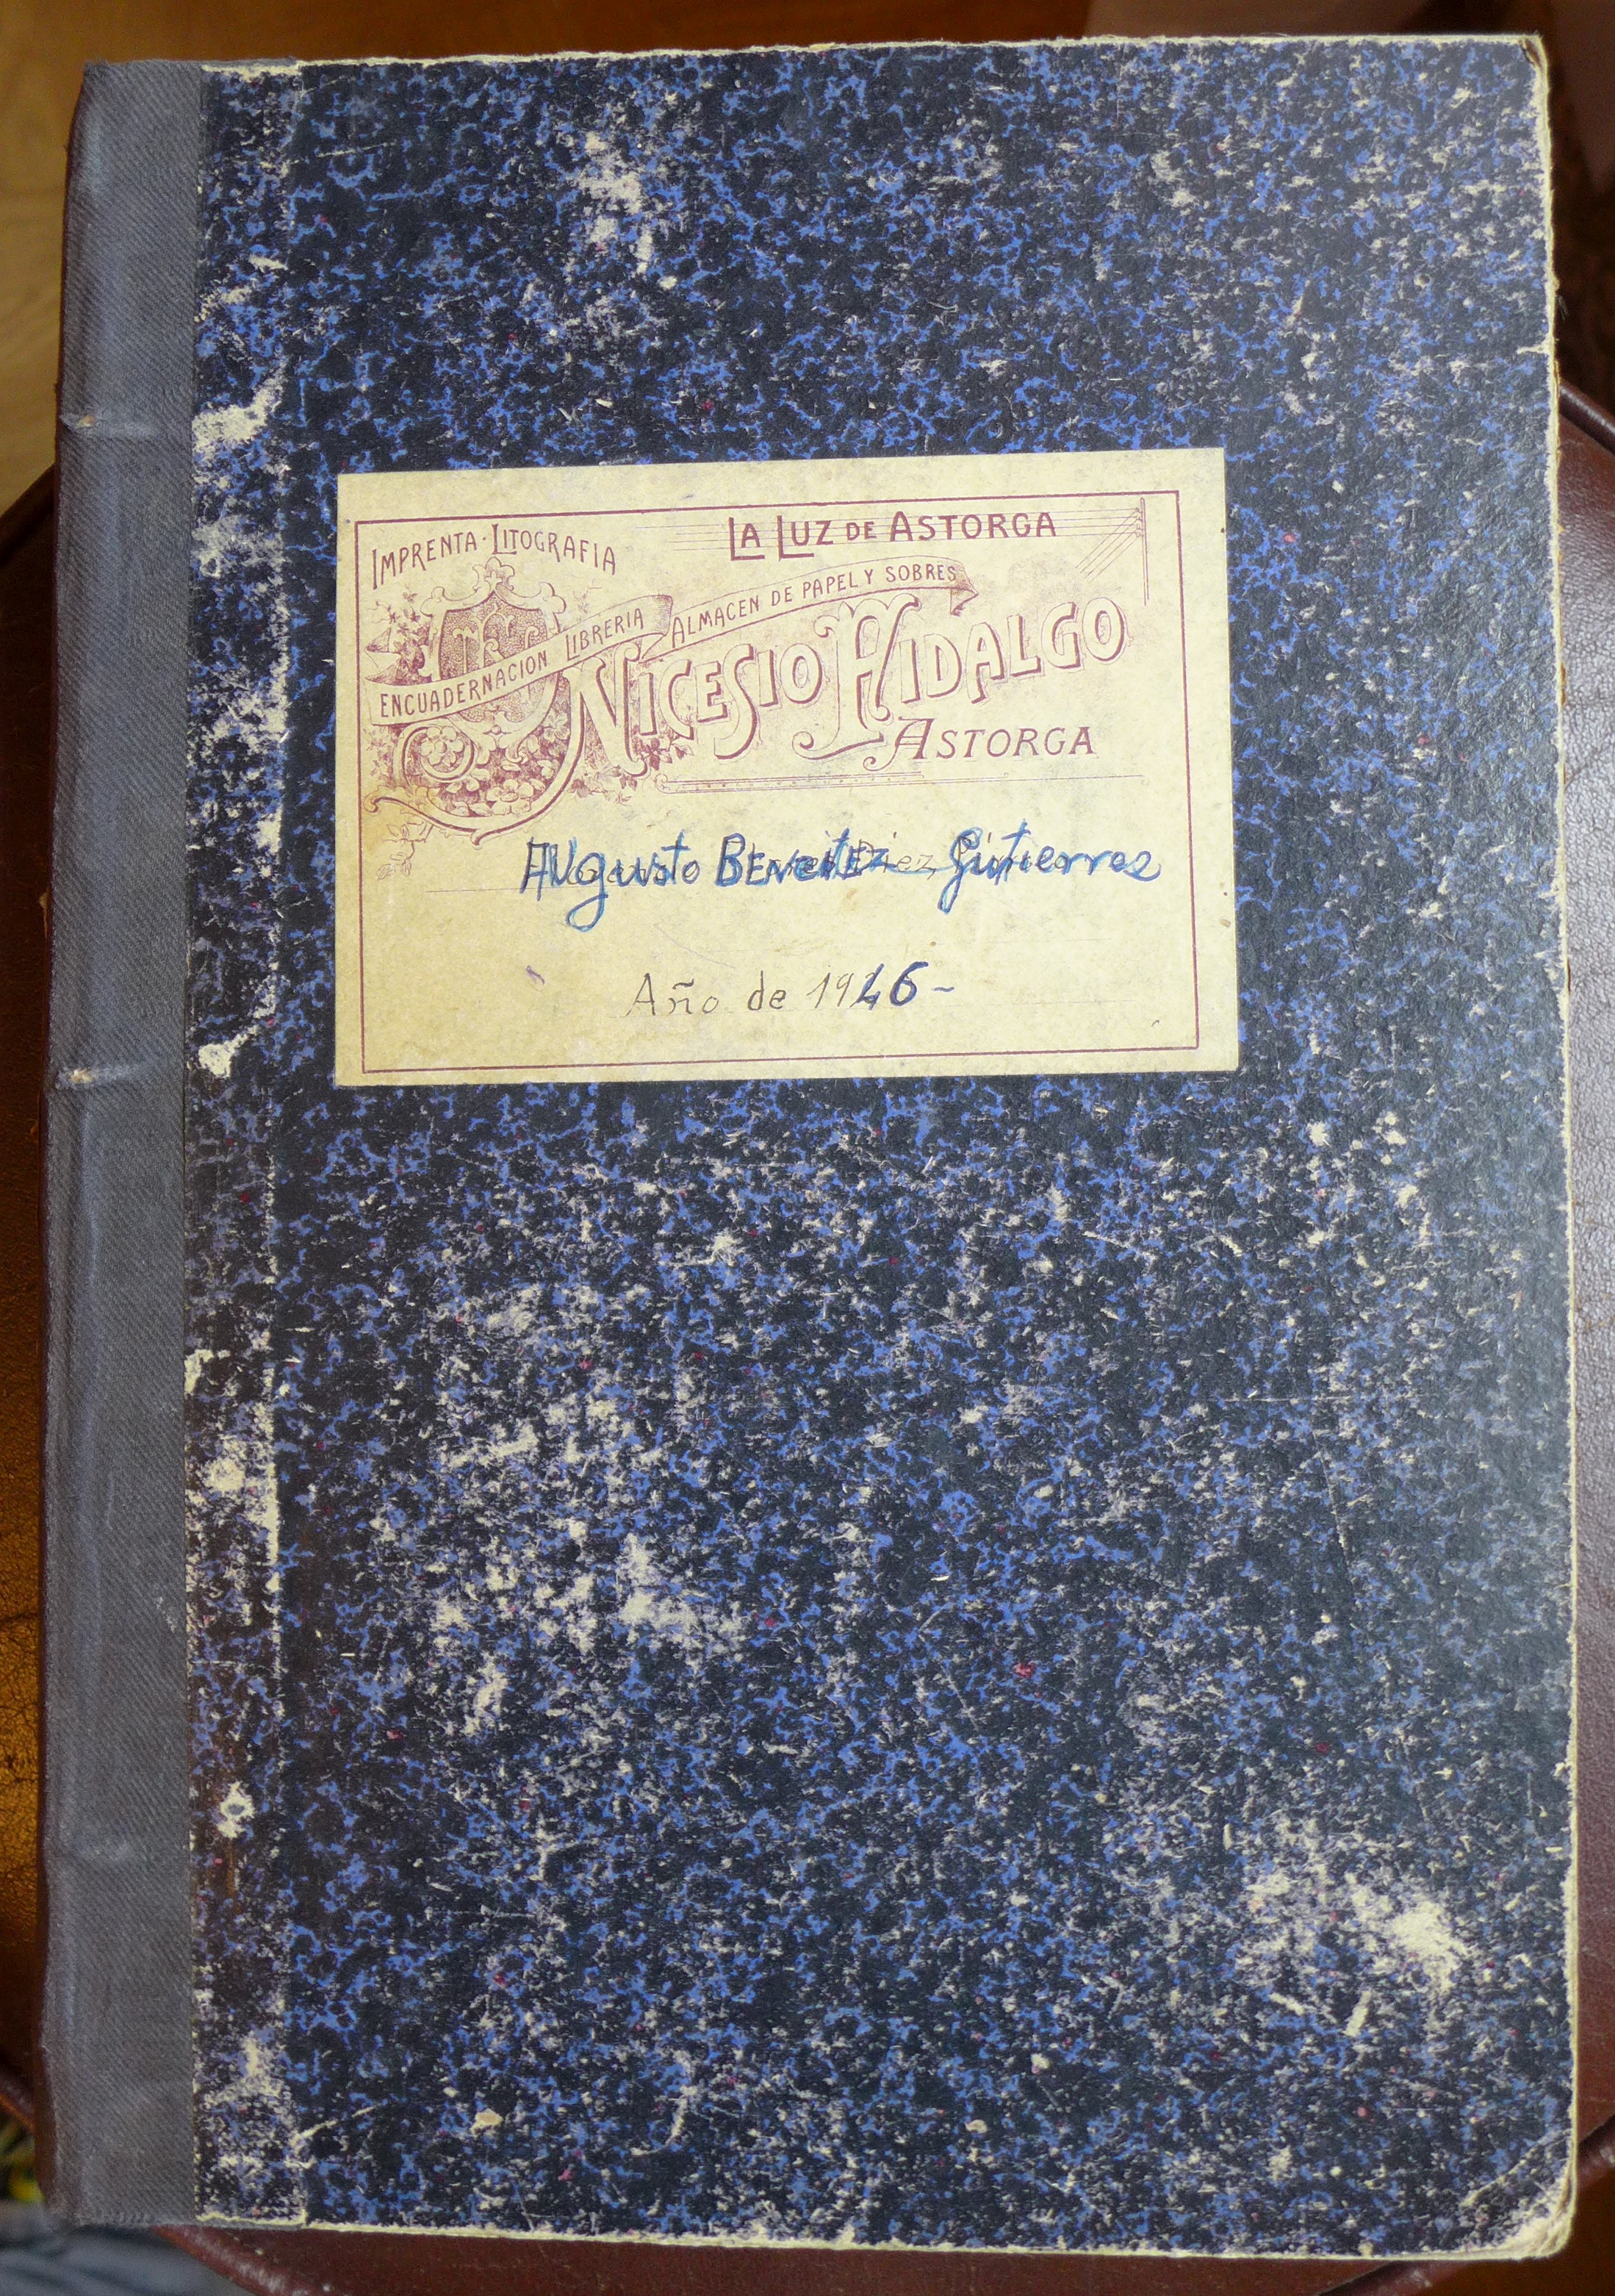 IMPRENTA·LITOGRAFIA
LA LUZ DE ASTORGA
ENCUADERNACION LIBRERIA ALMACEN DE PAPEL Y SOBRES
NICESIO HIDALGO
ASTORGA
Augusto Beneitez Gutierrez
Año de 1946-